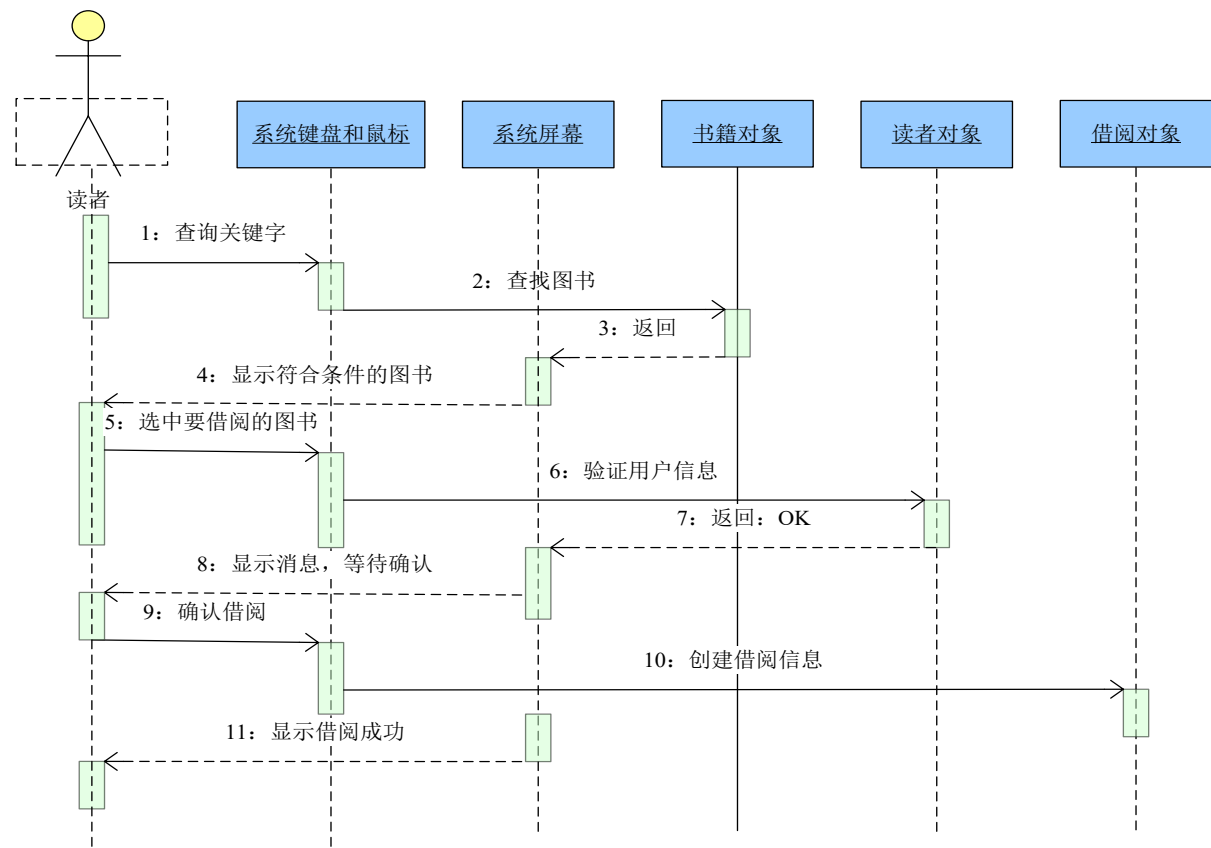 系统键盘和鼠标
系统屏幕
书籍对象
读者对象
借阅对象
读者
1：查询关键字
2：查找图书
3：返回
4：显示符合条件的图书
5：选中要借阅的图书
6：验证用户信息
7：返回：OK
8：显示消息，等待确认
9：确认借阅
10：创建借阅信息
11：显示借阅成功